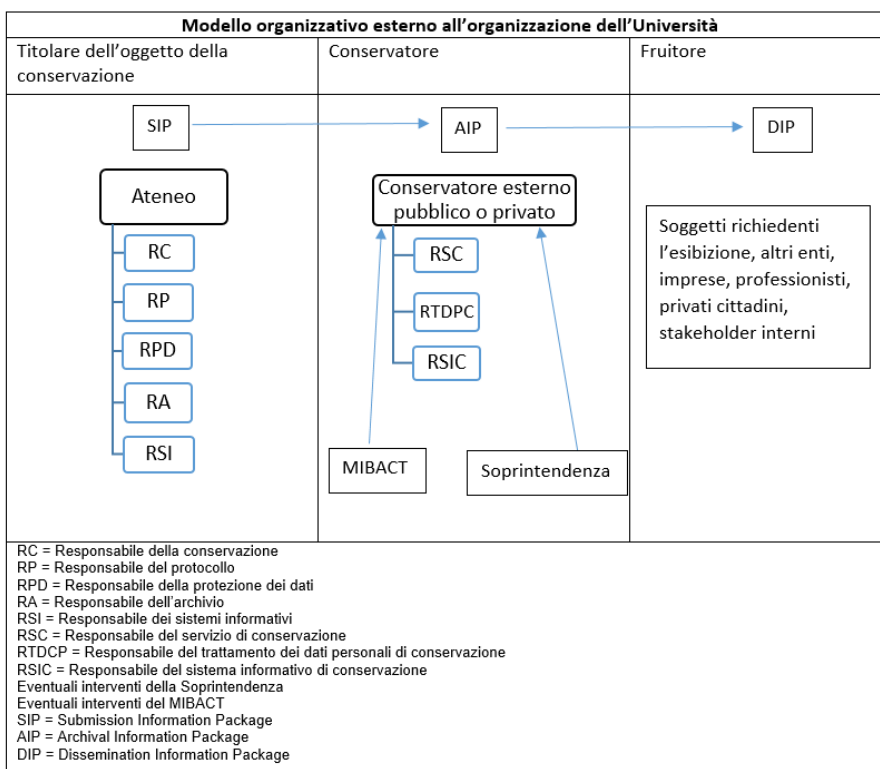 Modello organizzativo esterno all'organizzazione dell'Università
Titolare dell'oggetto della
conservazione
Conservatore
Fruitore
SIP
AIP
DIP
Ateneo
RC
RP
RPD
RA
RSI
Conservatore esterno
pubblico o privato
RSC
RTDPC
RSIC
MIBACT
Soprintendenza
Soggetti richiedenti
l'esibizione, altri enti,
imprese, professionisti,
privati cittadini,
stakeholder interni
RC = Responsabile della conservazione
RP = Responsabile del protocollo
RPD = Responsabile della protezione dei dati
RA = Responsabile dell'archivio
RSI = Responsabile dei sistemi informativi
RSC = Responsabile del servizio di conservazione
RTDCP = Responsabile del trattamento dei dati personali di conservazione
RSIC = Responsabile del sistema informativo di conservazione
Eventuali interventi della Soprintendenza
Eventuali interventi del MIBACT
SIP = Submission Information Package
AIP = Archival Information Package
DIP = Dissemination Information Package